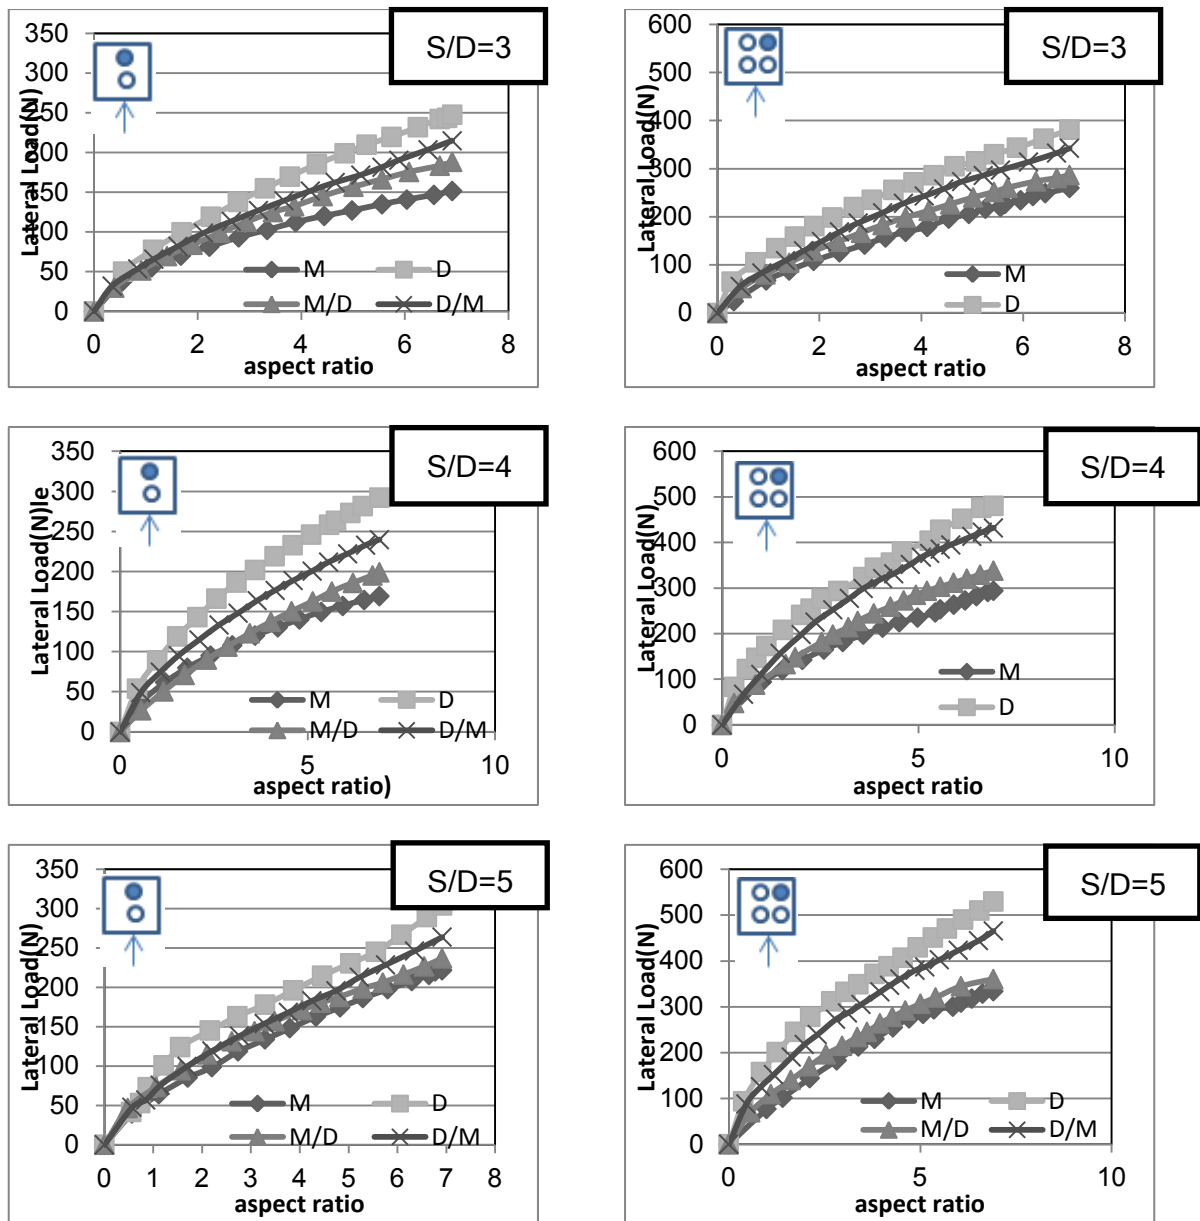 S/D=3
350
300
250
200
150
100
50
0
Lateral Load(N)
M
D
M/D
D/M
0 2 4 6 8
aspect ratio
S/D=3
600
500
400
300
200
100
0
Lateral Load(N)
M
D
0 2 4 6 8
aspect ratio
S/D=4
350
300
250
200
150
100
50
0
Lateral Load(N)le
M
D
M/D
D/M
0 5 10
aspect ratio)
S/D=4
600
500
400
300
200
100
0
Lateral Load(N)
M
D
0 5 10
aspect ratio
S/D=5
350
300
250
200
150
100
50
0
Lateral Load(N)
M
D
M/D
D/M
0 1 2 3 4 5 6 7 8
aspect ratio
S/D=5
600
500
400
300
200
100
0
Lateral Load(N)
M
D
M/D
D/M
0 5 10
aspect ratio